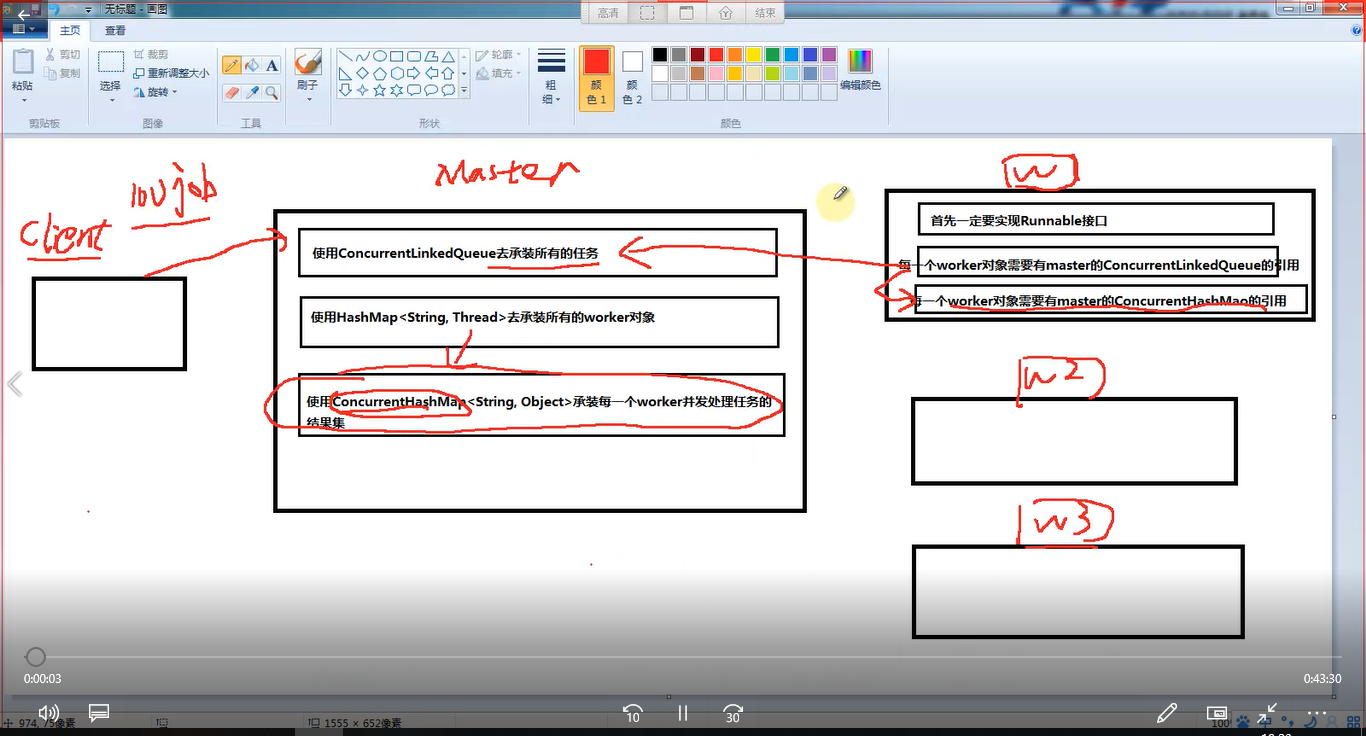 无标题 - 画图
高清
结束
主页
查看
粘贴
剪切
复制
选择
裁剪
重新调整大小
旋转
A
刷子
轮廓
填充
粗
细
颜
色 1
颜
色 2
编辑颜色
剪贴板
图像
工具
形状
颜色
Client
job
Master
使用ConcurrentLinkedQueue去承装所有的任务
使用HashMap<String, Thread>去承装所有的worker对象
使用ConcurrentHashMap<String, Object>承装每一个worker并发处理任务的
结果集
W
首先一定要实现Runnable接口
每一个worker对象需要有master的ConcurrentLinkedQueue的引用
每一个worker对象需要有master的ConcurrentHashMao的引用
W2
W3
0:00:03
0:43:30
10
30
974, 75像素
1555 × 652像素
100
中